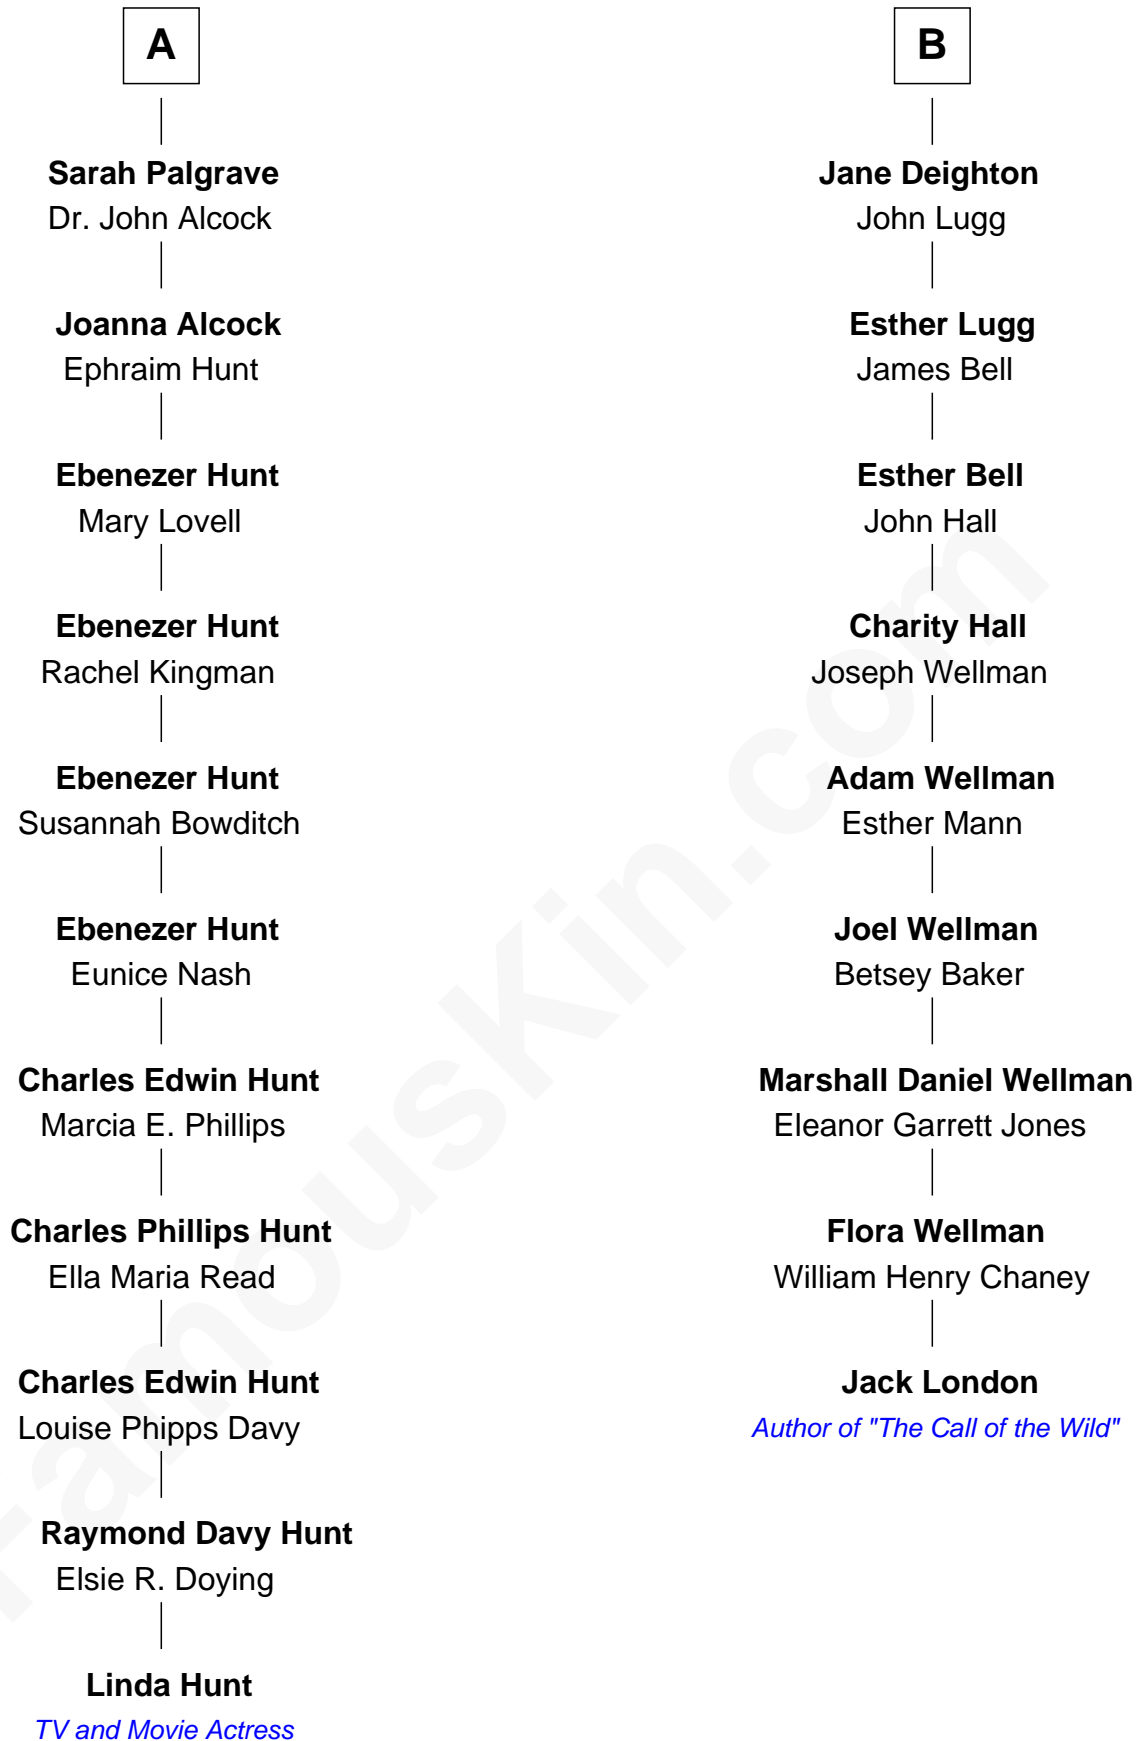 A
Sarah Palgrave
Dr. John Alcock
Joanna Alcock
Ephraim Hunt
Ebenezer Hunt
Mary Lovell
Ebenezer Hunt
Rachel Kingman
Ebenezer Hunt
Susannah Bowditch
Ebenezer Hunt
Eunice Nash
Charles Edwin Hunt
Marcia E. Phillips
Charles Phillips Hunt
Ella Maria Read
Charles Edwin Hunt
Louise Phipps Davy
Raymond Davy Hunt
Elsie R. Doying
Linda Hunt
TV and Movie Actress
B
Jane Deighton
John Lugg
Esther Lugg
James Bell
Esther Bell
John Hall
Charity Hall
Joseph Wellman
Adam Wellman
Esther Mann
Joel Wellman
Betsey Baker
Marshall Daniel Wellman
Eleanor Garrett Jones
Flora Wellman
William Henry Chaney
Jack London
Author of "The Call of the Wild"
FamousKin.com